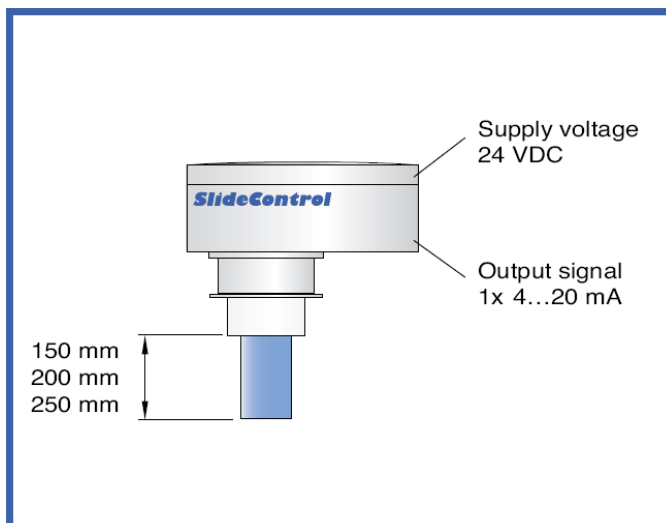 Supply voltage
24 VDC
SlideControl
Output signal
1x 4...20 mA
150 mm
200 mm
250 mm